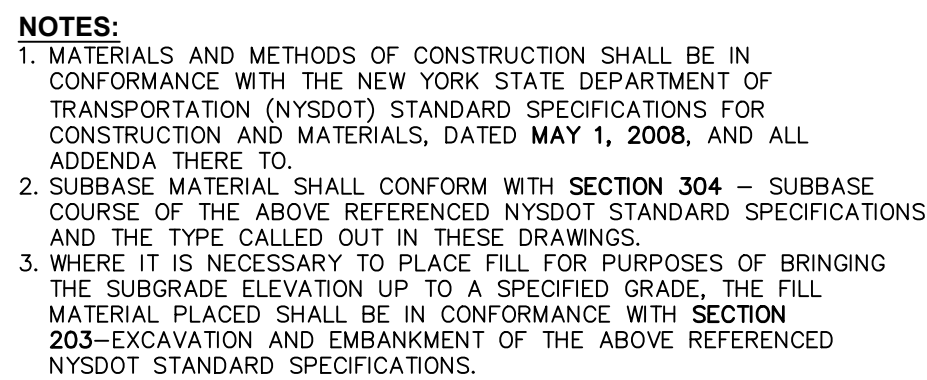 NOTES:
1. MATERIALS AND METHODS OF CONSTRUCTION SHALL BE IN
CONFORMANCE WITH THE NEW YORK STATE DEPARTMENT OF
TRANSPORTATION (NYSDOT) STANDARD SPECIFICATIONS FOR
CONSTRUCTION AND MATERIALS, DATED MAY 1, 2008, AND ALL
ADDENDA THERE TO.
2. SUBBASE MATERIAL SHALL CONFORM WITH SECTION 304 – SUBBASE
COURSE OF THE ABOVE REFERENCED NYSDOT STANDARD SPECIFICATIONS
AND THE TYPE CALLED OUT IN THESE DRAWINGS.
3. WHERE IT IS NECESSARY TO PLACE FILL FOR PURPOSES OF BRINGING
THE SUBGRADE ELEVATION UP TO A SPECIFIED GRADE, THE FILL
MATERIAL PLACED SHALL BE IN CONFORMANCE WITH SECTION
203–EXCAVATION AND EMBANKMENT OF THE ABOVE REFERENCED
NYSDOT STANDARD SPECIFICATIONS.